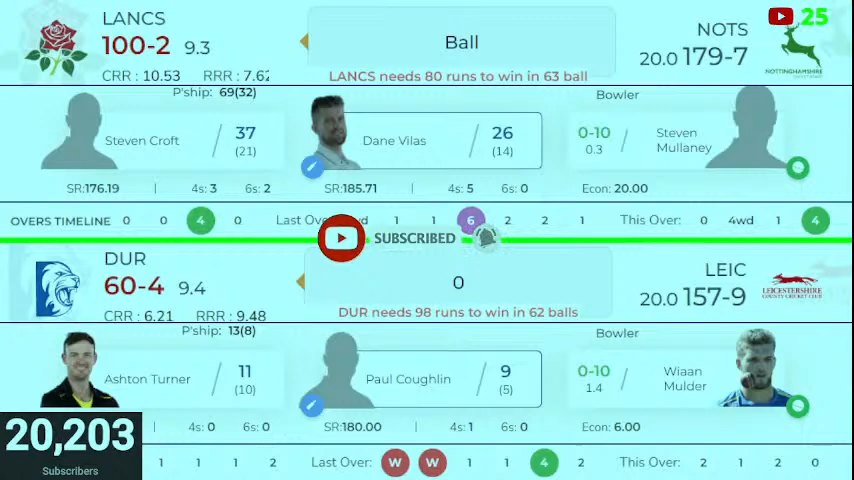 LANCS
100-2 9.3
CRR : 10.53 RRR : 7.62
Ball
LANCS needs 80 runs to win in 63 ball
25
NOTS
20.0 179-7
NOTTINGHAMSHIRE
P'ship: 69(32)
Steven Croft
37
(21)
Dane Vilas
26
(14)
Bowler
0-10
0.3
Steven
Mullaney
SR:176.19 | 4s: 3 6s: 2
SR:185.71 | 4s: 5 6s: 0
Econ: 20.00
OVERS TIMELINE 0 0 4 0 Last Ove 1 1 6 2 2 1 This Over: 0 4wd 1 4
SUBSCRIBED
DUR
60-4 9.4
CRR : 6.21 RRR : 9.48
0
DUR needs 98 runs to win in 62 balls
LEIC
20.0 157-9
LEICESTERSHIRE
COUNTY CRICKET CLUB
P'ship: 13(8)
Ashton Turner
11
(10)
Paul Coughlin
9
(5)
Bowler
0-10
1.4
Wiaan
Mulder
| 4s: 0 6s: 0
SR:180.00 | 4s: 1 6s: 0
Econ: 6.00
20,203
Subscribers
1 1 1 2 Last Over: W W 1 1 4 2 This Over: 2 1 2 0